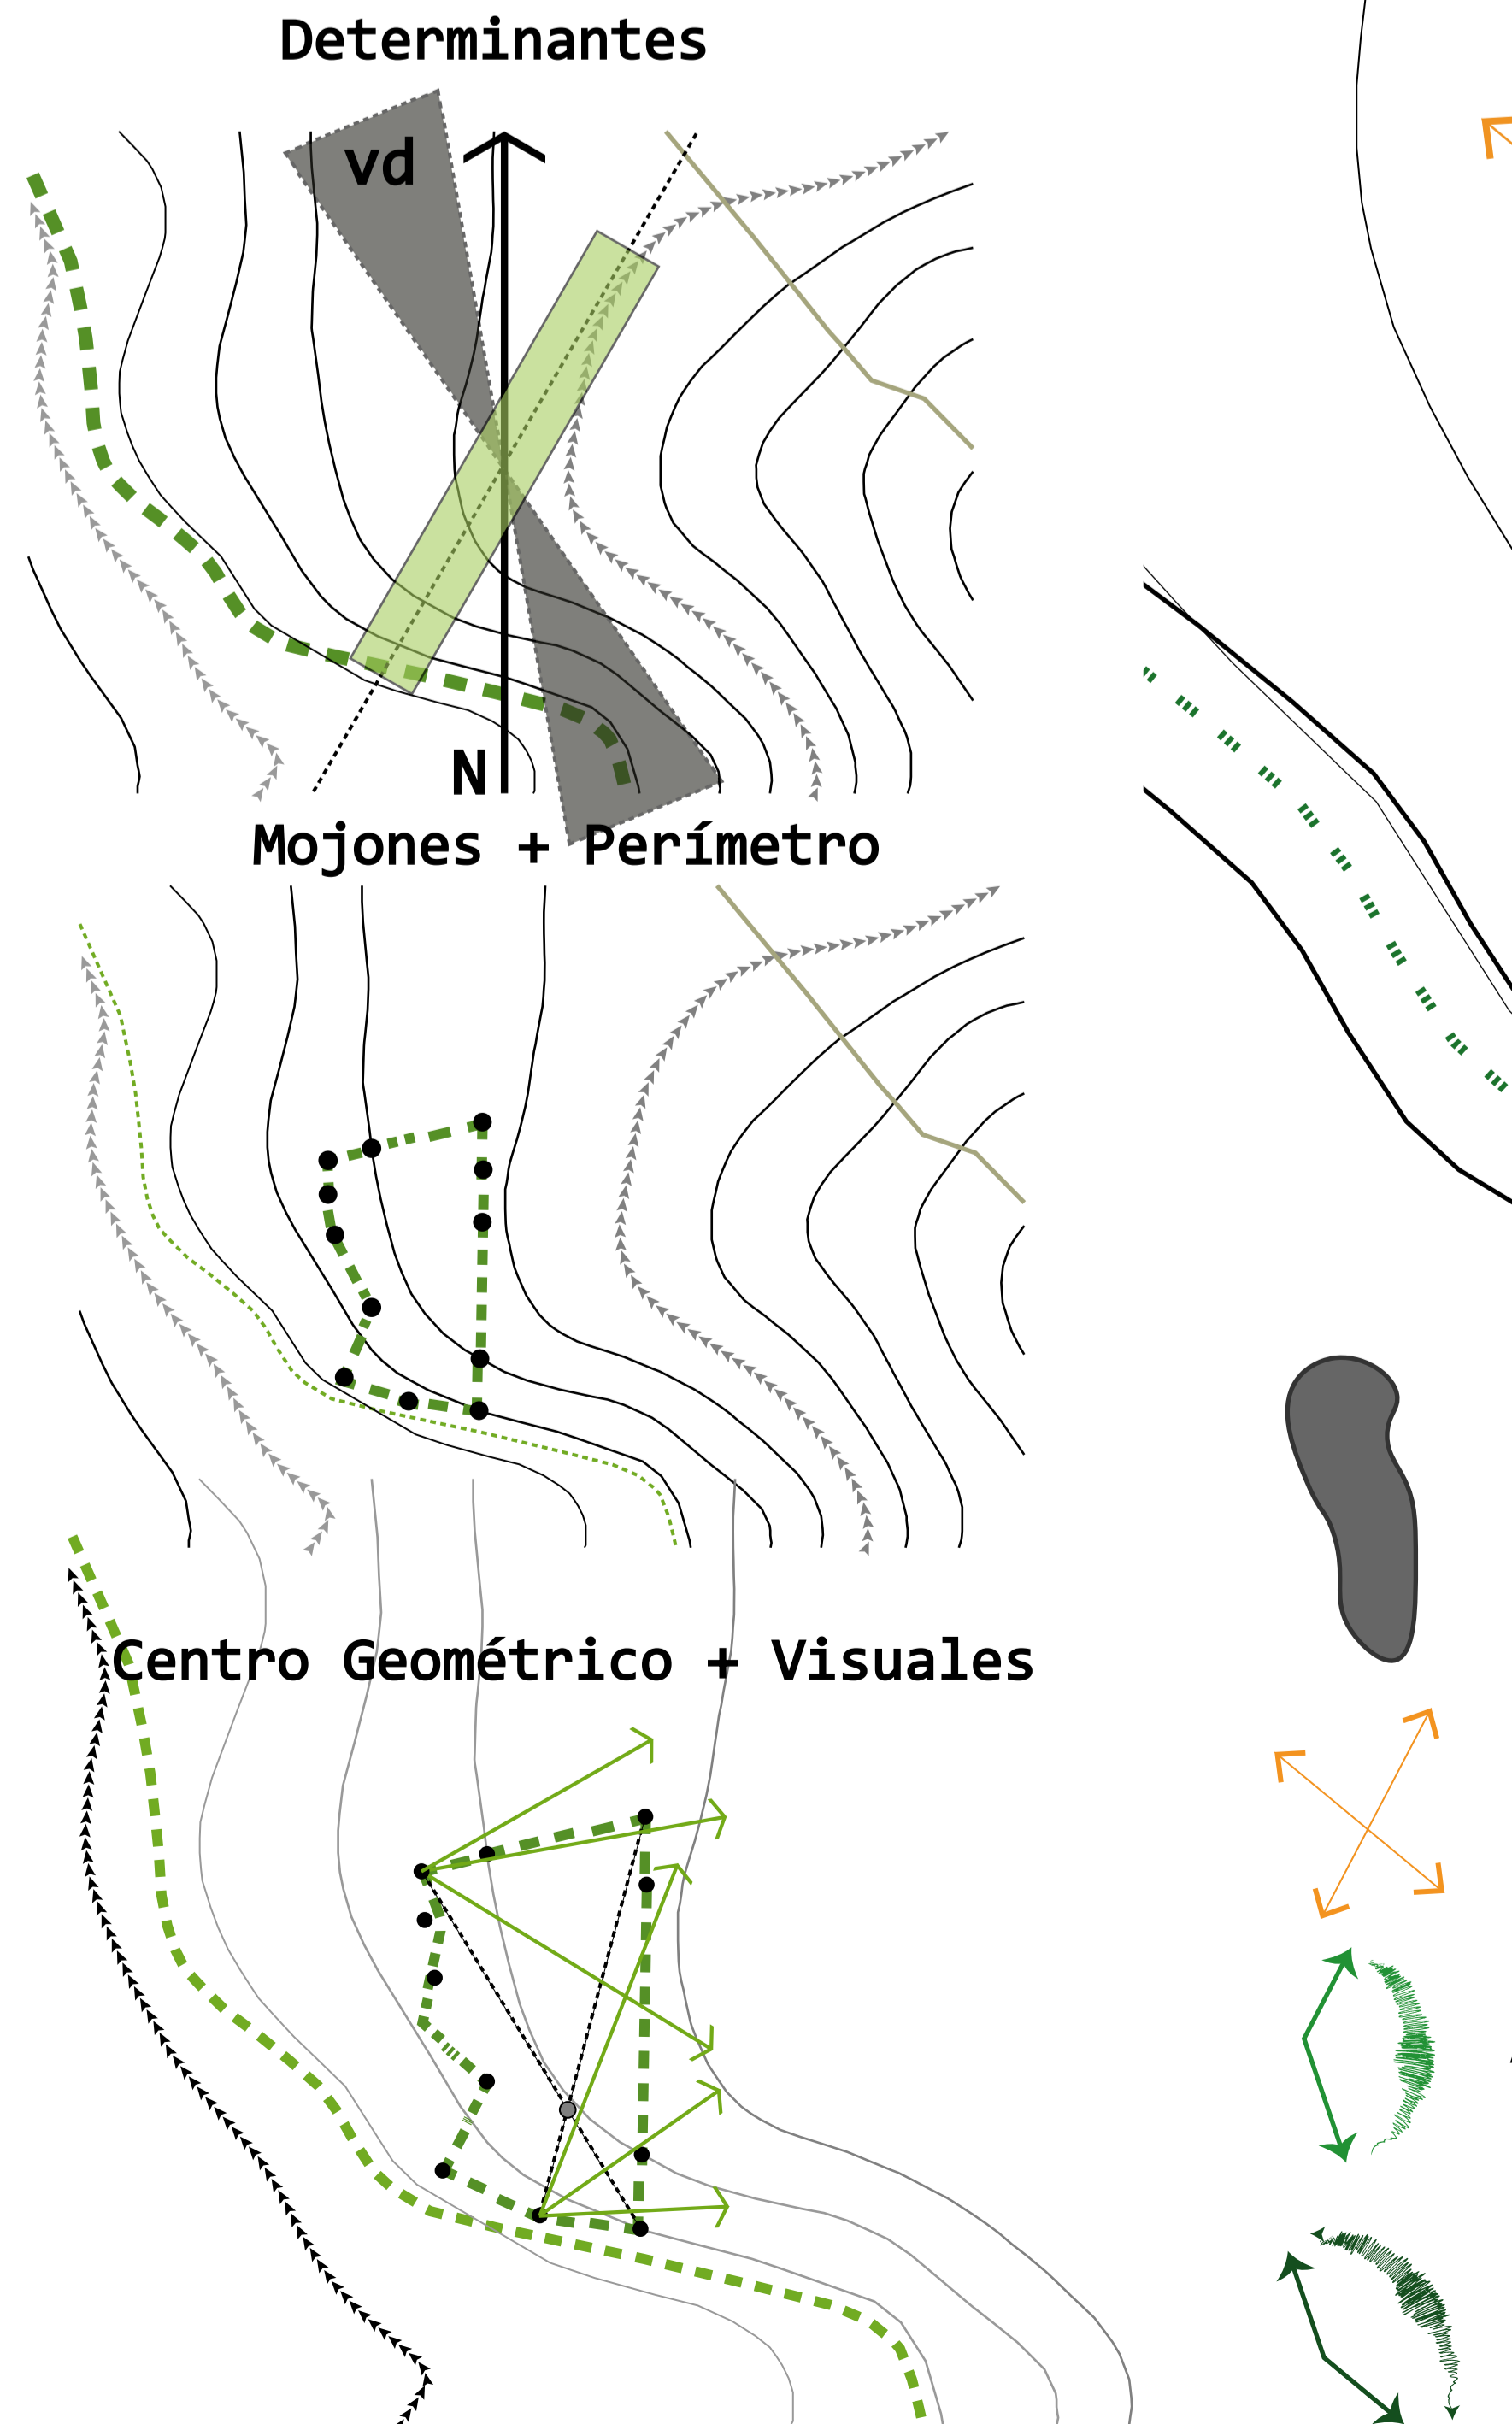 Determinantes
vd
N
Mojones + Perímetro
Centro Geométrico + Visuales